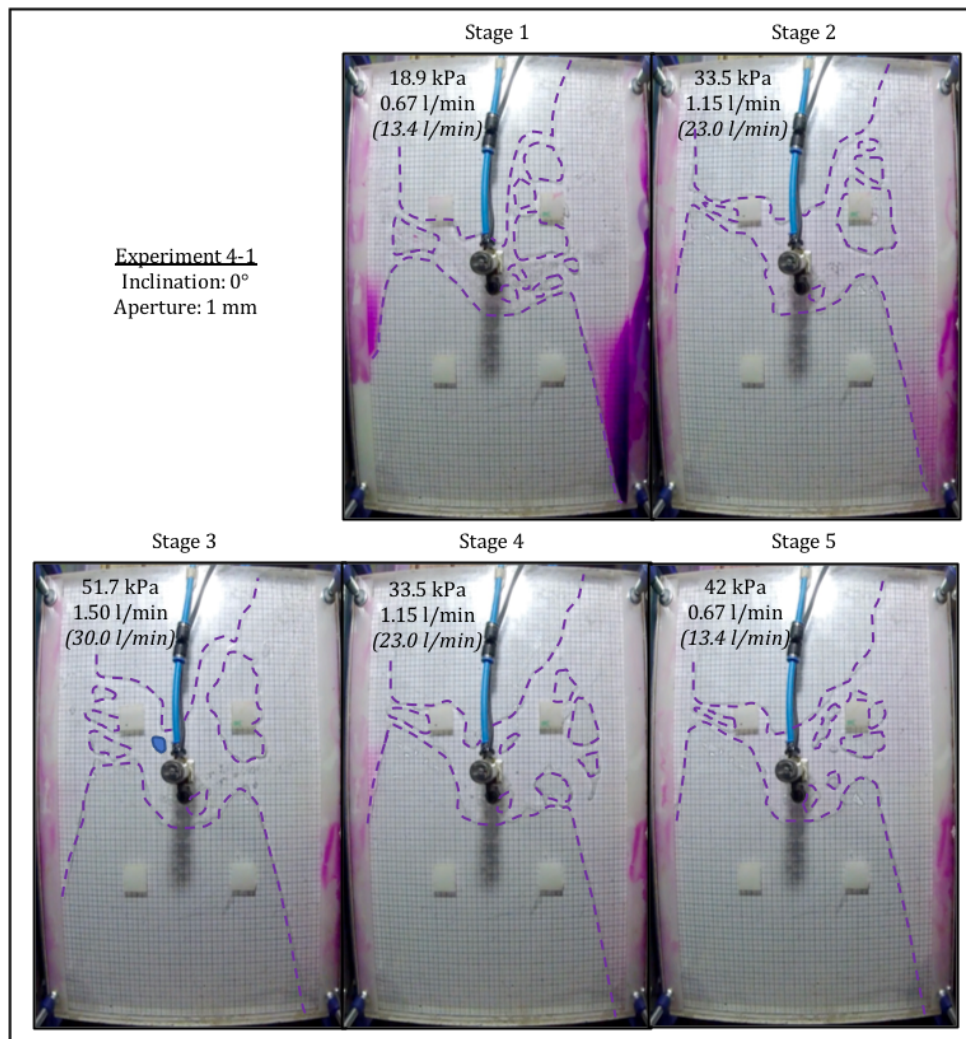 Stage 1
Stage 2
18.9 kPa
0.67 l/min
(13.4 l/min)
33.5 kPa
1.15 l/min
(23.0 l/min)
Experiment 4-1
Inclination: 0°
Aperture: 1 mm
Stage 3
Stage 4
Stage 5
51.7 kPa
1.50 l/min
(30.0 l/min)
33.5 kPa
1.15 l/min
(23.0 l/min)
42 kPa
0.67 l/min
(13.4 l/min)